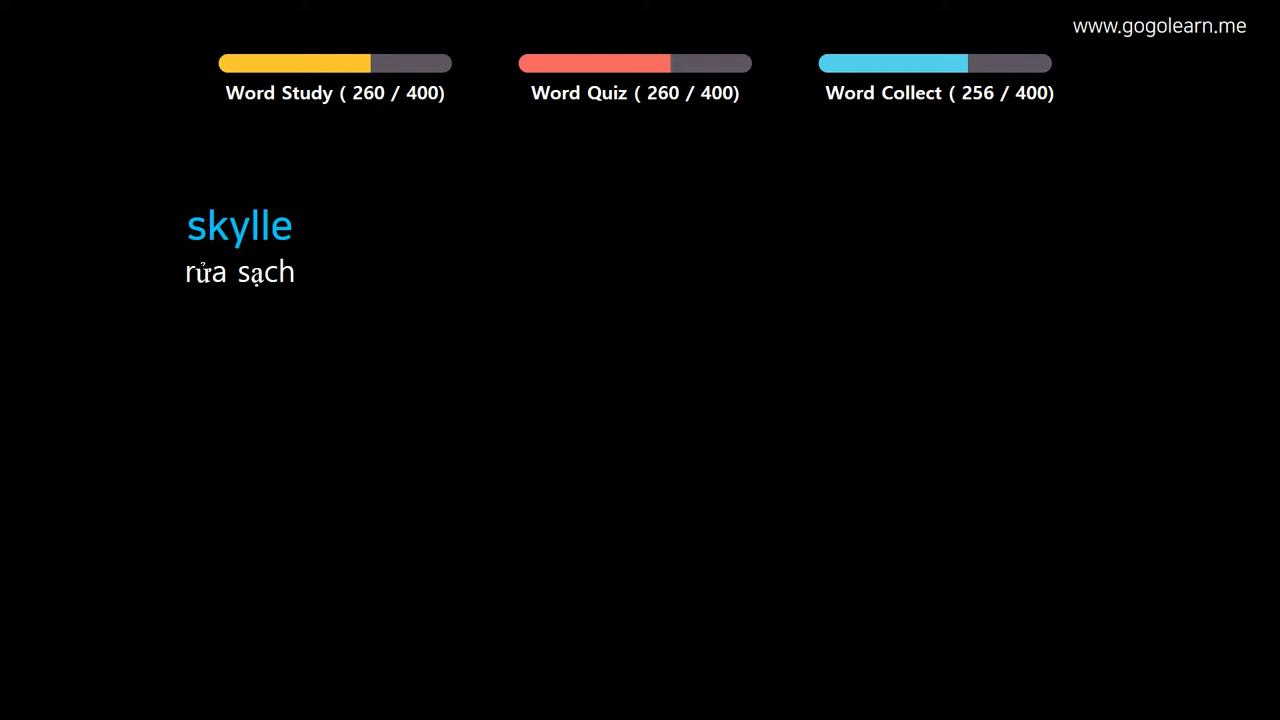 www.gogolearn.me
Word Study ( 260 / 400)
Word Quiz ( 260 / 400)
Word Collect ( 256 / 400)
skylle
rửa sạch